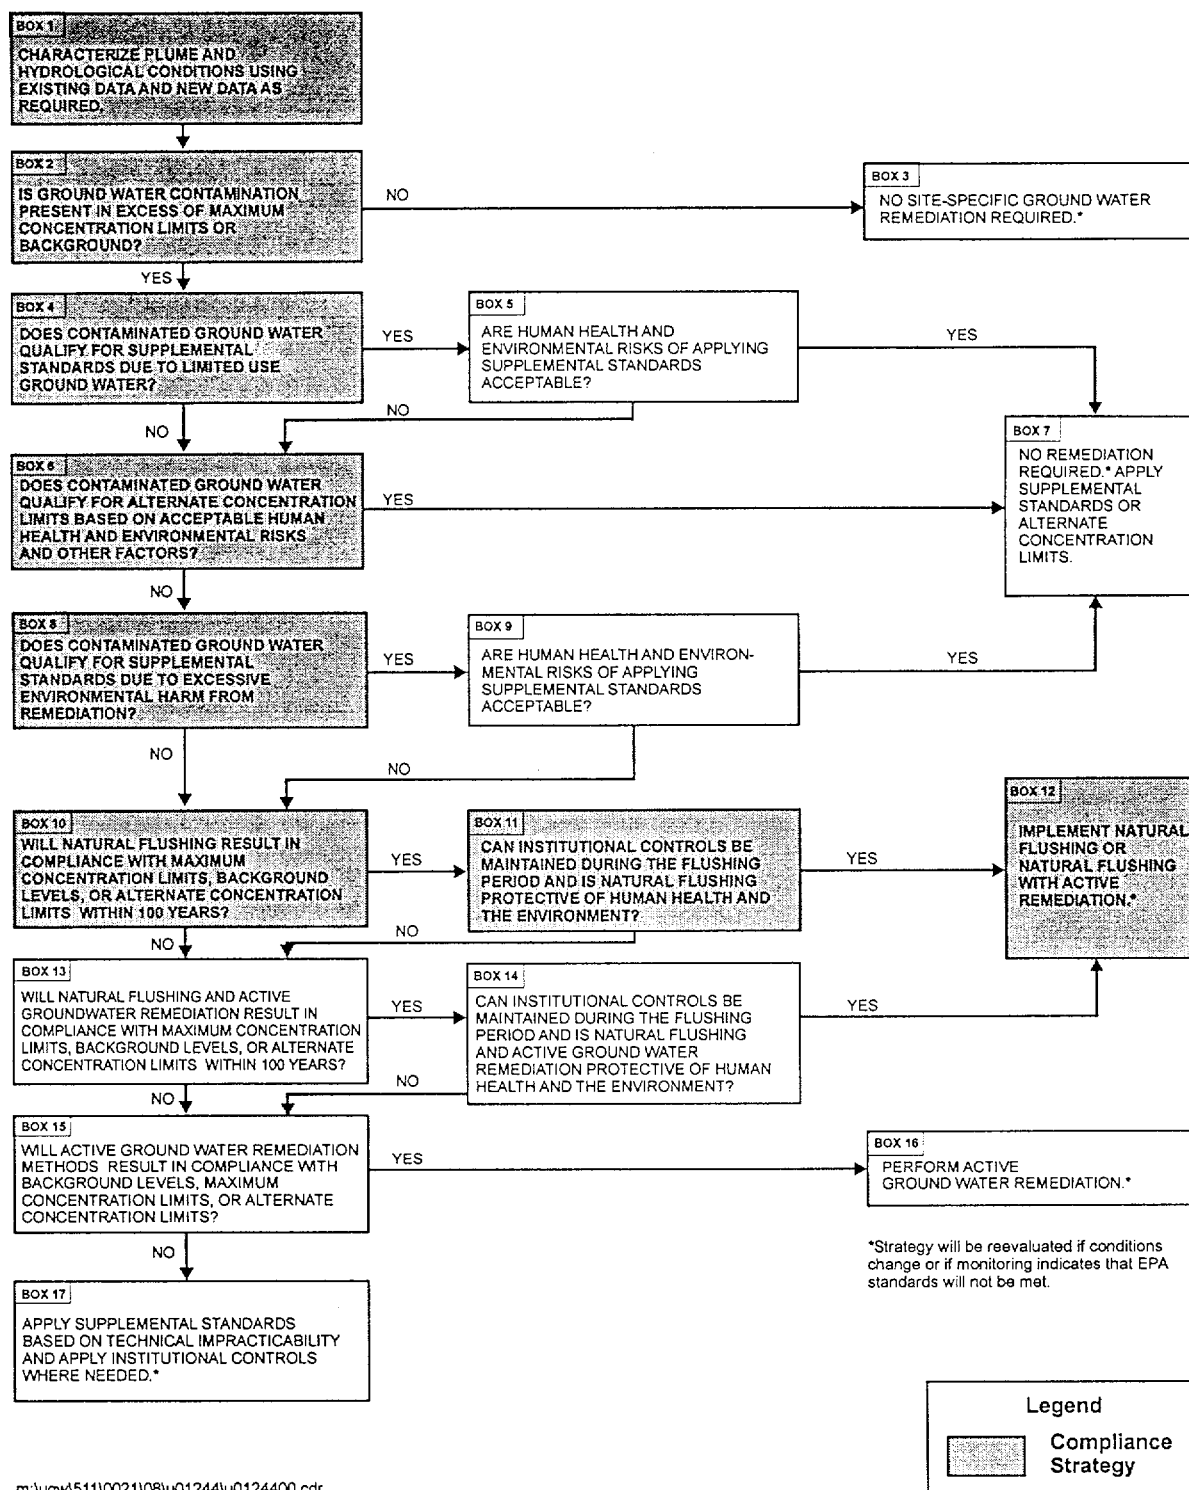 BOX 1
CHARACTERIZE PLUME AND
HYDROLOGICAL CONDITIONS USING
EXISTING DATA AND NEW DATA AS
REQUIRED.
BOX 2
IS GROUND WATER CONTAMINATION
PRESENT IN EXCESS OF MAXIMUM
CONCENTRATION LIMITS OR
BACKGROUND?
NO
BOX 3
NO SITE-SPECIFIC GROUND WATER
REMEDIATION REQUIRED.*
YES
BOX 4
DOES CONTAMINATED GROUND WATER
QUALIFY FOR SUPPLEMENTAL
STANDARDS DUE TO LIMITED USE
GROUND WATER?
YES
BOX 5
ARE HUMAN HEALTH AND
ENVIRONMENTAL RISKS OF APPLYING
SUPPLEMENTAL STANDARDS
ACCEPTABLE?
YES
NO
NO
BOX 6
DOES CONTAMINATED GROUND WATER
QUALIFY FOR ALTERNATE CONCENTRATION
LIMITS BASED ON ACCEPTABLE HUMAN
HEALTH AND ENVIRONMENTAL RISKS
AND OTHER FACTORS?
YES
BOX 7
NO REMEDIATION
REQUIRED.* APPLY
SUPPLEMENTAL
STANDARDS OR
ALTERNATE
CONCENTRATION
LIMITS.
NO
BOX 8
DOES CONTAMINATED GROUND WATER
QUALIFY FOR SUPPLEMENTAL
STANDARDS DUE TO EXCESSIVE
ENVIRONMENTAL HARM FROM
REMEDIATION?
YES
BOX 9
ARE HUMAN HEALTH AND ENVIRON-
MENTAL RISKS OF APPLYING
SUPPLEMENTAL STANDARDS
ACCEPTABLE?
YES
NO
NO
BOX 10
WILL NATURAL FLUSHING RESULT IN
COMPLIANCE WITH MAXIMUM
CONCENTRATION LIMITS, BACKGROUND
LEVELS, OR ALTERNATE CONCENTRATION
LIMITS WITHIN 100 YEARS?
YES
BOX 11
CAN INSTITUTIONAL CONTROLS BE
MAINTAINED DURING THE FLUSHING
PERIOD AND IS NATURAL FLUSHING
PROTECTIVE OF HUMAN HEALTH AND
THE ENVIRONMENT?
YES
BOX 12
IMPLEMENT NATURAL
FLUSHING OR
NATURAL FLUSHING
WITH ACTIVE
REMEDIATION.*
NO
NO
BOX 13
WILL NATURAL FLUSHING AND ACTIVE
GROUNDWATER REMEDIATION RESULT IN
COMPLIANCE WITH MAXIMUM CONCENTRATION
LIMITS, BACKGROUND LEVELS, OR ALTERNATE
CONCENTRATION LIMITS WITHIN 100 YEARS?
YES
BOX 14
CAN INSTITUTIONAL CONTROLS BE
MAINTAINED DURING THE FLUSHING
PERIOD AND IS NATURAL FLUSHING
AND ACTIVE GROUND WATER
REMEDIATION PROTECTIVE OF HUMAN
HEALTH AND THE ENVIRONMENT?
YES
NO
NO
BOX 15
WILL ACTIVE GROUND WATER REMEDIATION
METHODS RESULT IN COMPLIANCE WITH
BACKGROUND LEVELS, MAXIMUM
CONCENTRATION LIMITS, OR ALTERNATE
CONCENTRATION LIMITS?
YES
BOX 16
PERFORM ACTIVE
GROUND WATER REMEDIATION.*
NO
*Strategy will be reevaluated if conditions
change or if monitoring indicates that EPA
standards will not be met.
BOX 17
APPLY SUPPLEMENTAL STANDARDS
BASED ON TECHNICAL IMPRACTICABILITY
AND APPLY INSTITUTIONAL CONTROLS
WHERE NEEDED.*
Legend
Compliance
Strategy